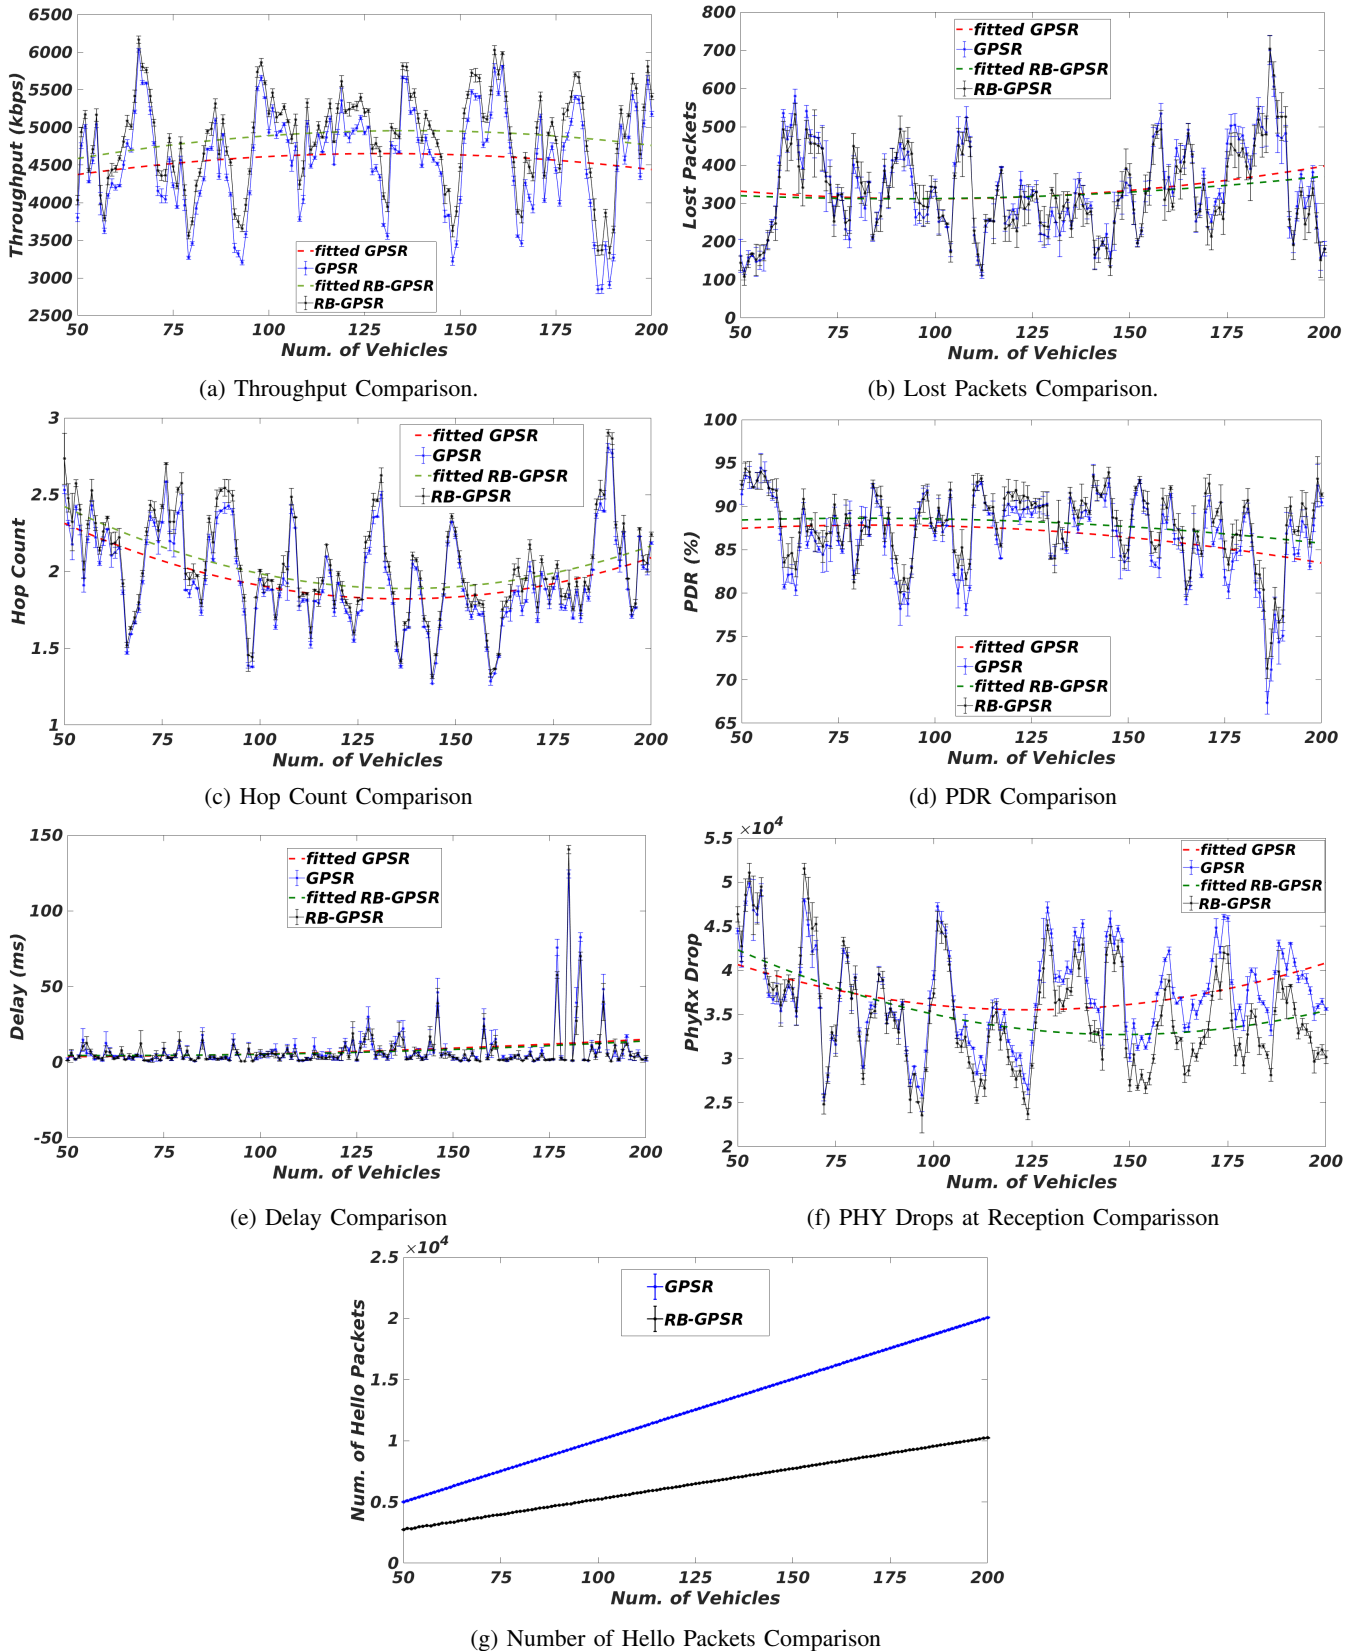 6500
6000
5500
5000
4500
4000
3500
3000
2500
Throughput (kbps)
fitted GPSR
GPSR
fitted RB-GPSR
RB-GPSR
50 75 100 125 150 175 200
Num. of Vehicles
(a) Throughput Comparison.
800
700
600
500
400
300
200
100
0
Lost Packets
fitted GPSR
GPSR
fitted RB-GPSR
RB-GPSR
50 75 100 125 150 175 200
Num. of Vehicles
(b) Lost Packets Comparison.
3
2.5
2
1.5
1
Hop Count
fitted GPSR
GPSR
fitted RB-GPSR
RB-GPSR
50 75 100 125 150 175 200
Num. of Vehicles
(c) Hop Count Comparison
100
95
90
85
80
75
70
65
PDR (%)
fitted GPSR
GPSR
fitted RB-GPSR
RB-GPSR
50 75 100 125 150 175 200
Num. of Vehicles
(d) PDR Comparison
150
100
50
0
-50
Delay (ms)
fitted GPSR
GPSR
fitted RB-GPSR
RB-GPSR
50 75 100 125 150 175 200
Num. of Vehicles
(e) Delay Comparison
×10⁴
5.5
5
4.5
4
3.5
3
2.5
2
PhyRx Drop
fitted GPSR
GPSR
fitted RB-GPSR
RB-GPSR
50 75 100 125 150 175 200
Num. of Vehicles
(f) PHY Drops at Reception Comparisson
×10⁴
2.5
2
1.5
1
0.5
0
Num. of Hello Packets
GPSR
RB-GPSR
50 75 100 125 150 175 200
Num. of Vehicles
(g) Number of Hello Packets Comparison